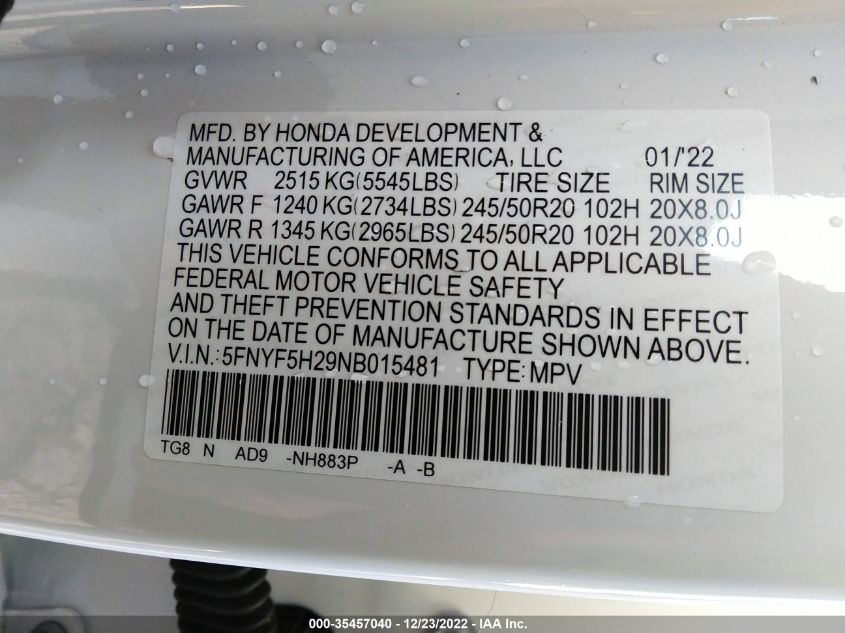 MFD. BY HONDA DEVELOPMENT &
MANUFACTURING OF AMERICA, LLC 01/'22
GVWR 2515 KG(5545LBS) TIRE SIZE RIM SIZE
GAWR F 1240 KG(2734LBS) 245/50R20 102H 20X8.0J
GAWR R 1345 KG(2965LBS) 245/50R20 102H 20X8.0J
THIS VEHICLE CONFORMS TO ALL APPLICABLE
FEDERAL MOTOR VEHICLE SAFETY
AND THEFT PREVENTION STANDARDS IN EFFECT
ON THE DATE OF MANUFACTURE SHOWN ABOVE.
V.I.N.:5FNYF5H29NB015481 TYPE:MPV
TG8 N AD9 -NH883P -A -B
000-35457040 - 12/23/2022 - IAA Inc.